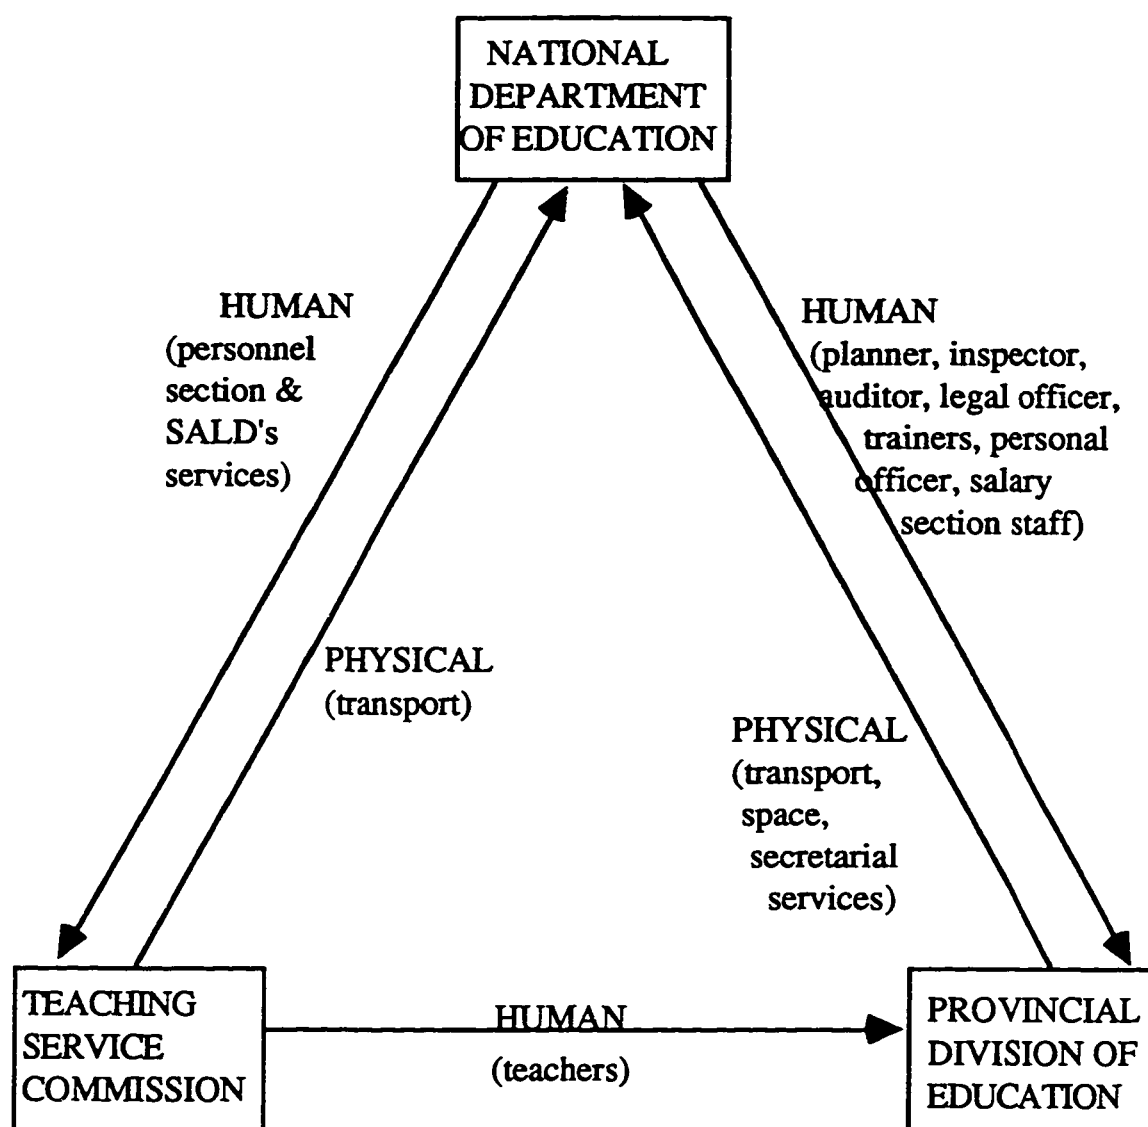 NATIONAL
DEPARTMENT
OF EDUCATION
HUMAN
(personnel
section &
SALD's
services)
HUMAN
(planner, inspector,
auditor, legal officer,
trainers, personal
officer, salary
section staff)
PHYSICAL
(transport)
PHYSICAL
(transport,
space,
secretarial
services)
TEACHING
SERVICE
COMMISSION
HUMAN
(teachers)
PROVINCIAL
DIVISION OF
EDUCATION